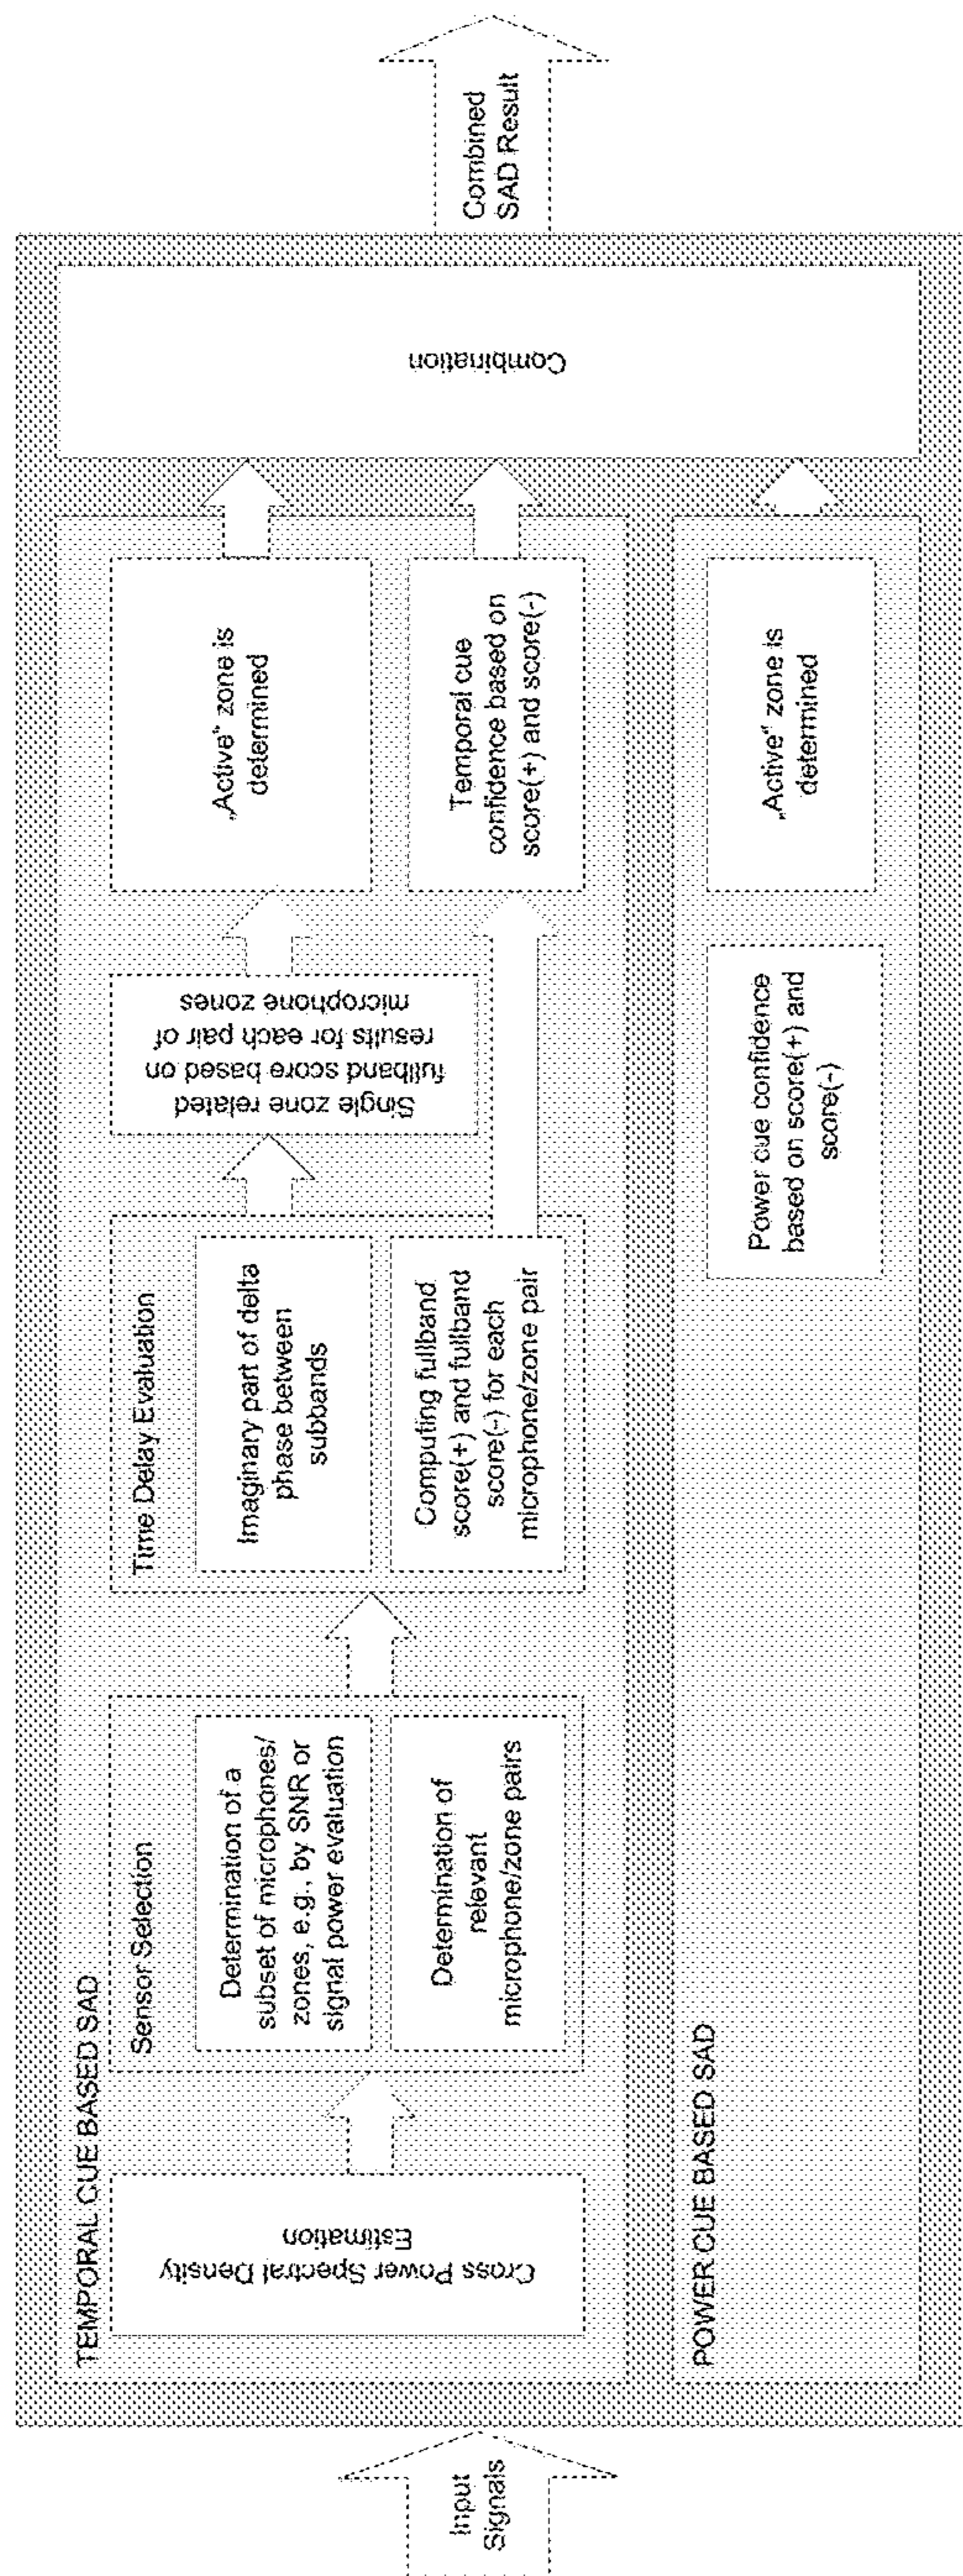 Input
Signals
TEMPORAL CUE BASED SAD
Cross Power Spectral Density
Estimation
Sensor Selection
Determination of a
subset of microphones/
zones, e.g., by SNR or
signal power evaluation
Determination of
relevant
microphone/zone pairs
Time Delay Evaluation
Imaginary part of delta
phase between
subbands
Computing fullband
score(+) and fullband
score(-) for each
microphone/zone pair
Single zone related
fullband score based on
results for each pair of
microphone zones
„Active“ zone is
determined
Temporal cue
confidence based on
score(+) and score(-)
POWER CUE BASED SAD
Power cue confidence
based on score(+) and
score(-)
„Active“ zone is
determined
Combination
Combined
SAD Result